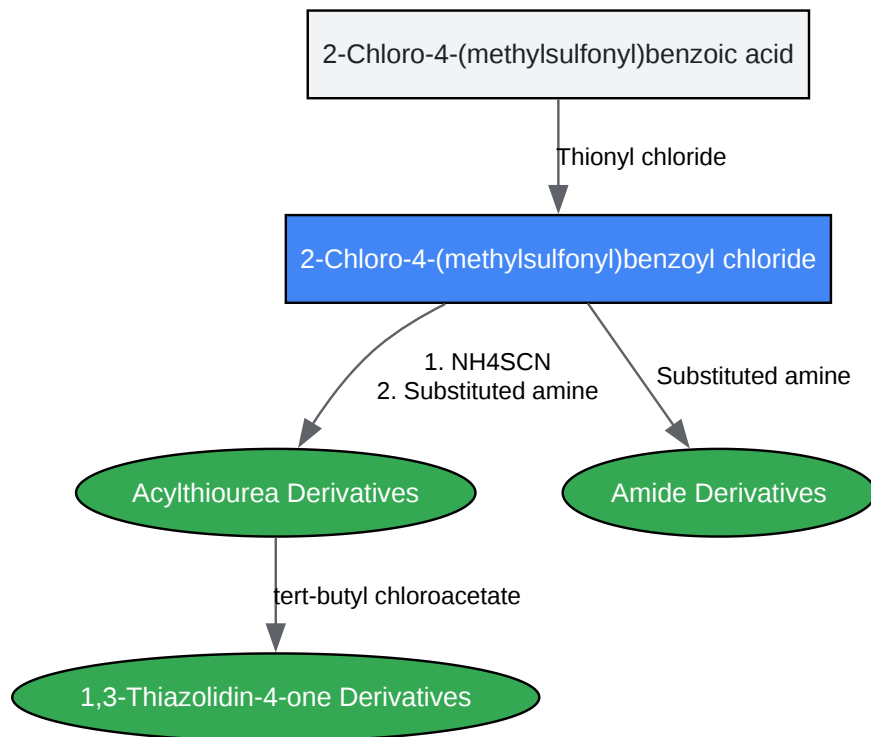 2-Chloro-4-(methylsulfonyl)benzoic acid
Thionyl chloride
2-Chloro-4-(methylsulfonyl)benzoyl chloride
1. NH4SCN
2. Substituted amine
Substituted amine
Acylthiourea Derivatives
Amide Derivatives
tert-butyl chloroacetate
1,3-Thiazolidin-4-one Derivatives